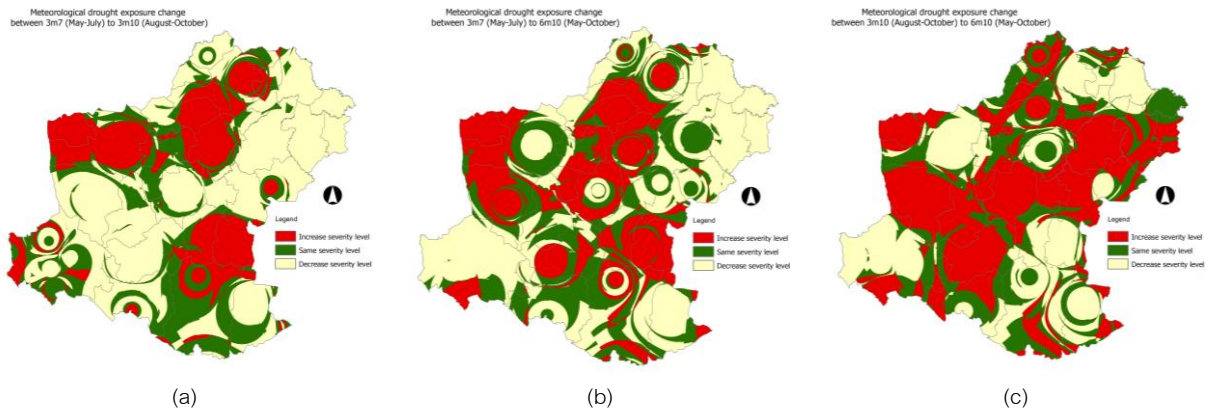 Meteorological drought exposure change
between 3m7 (May-July) to 3m10 (August-October)
Legend
Increase severity level
Same severity level
Decrease severity level
(a)
Meteorological drought exposure change
between 3m7 (May-July) to 6m10 (May-October)
Legend
Increase severity level
Same severity level
Decrease severity level
(b)
Meteorological drought exposure change
between 3m10 (August-October) to 6m10 (May-October)
Legend
Increase severity level
Same severity level
Decrease severity level
(c)